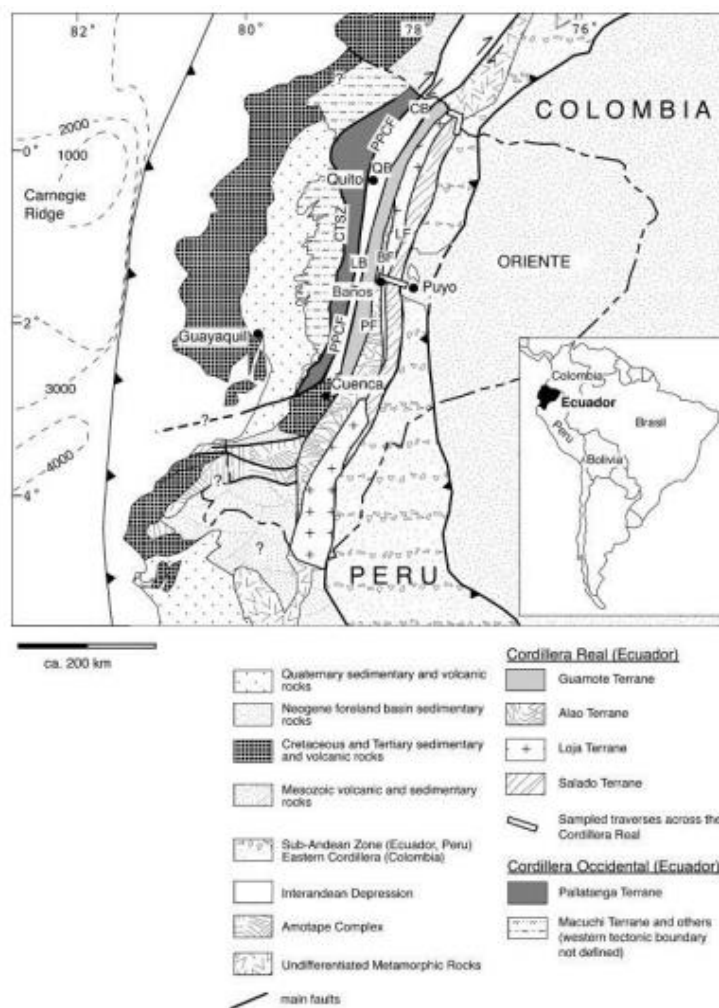 82°
80
78
76°
COLOMBIA
2000
1000
0°
Carnegie
Ridge
?
CB
PPCF
QB
Quito
CTSZ
LF
LB
BF
ORIENTE
Baños
Puyo
2°
Guayaquil
PF
PPCF
3000
Cuenca
?
4000
4°
?
?
PERU
Colombia
Ecuador
Peru
Brasil
Bolivia
ca. 200 km
Quaternary sedimentary and volcanic
rocks
Neogene foreland basin sedimentary
rocks
Cretaceous and Tertiary sedimentary
and volcanic rocks
Mesozoic volcanic and sedimentary
rocks
Sub-Andean Zone (Ecuador, Peru)
Eastern Cordillera (Colombia)
Interandean Depression
Amotape Complex
Undifferentiated Metamorphic Rocks
main faults
Cordillera Real (Ecuador)
Guamote Terrane
Alao Terrane
Loja Terrane
Salado Terrane
Sampled traverses across the
Cordillera Real
Cordillera Occidental (Ecuador)
Pallatanga Terrane
Macuchi Terrane and others
(western tectonic boundary
not defined)